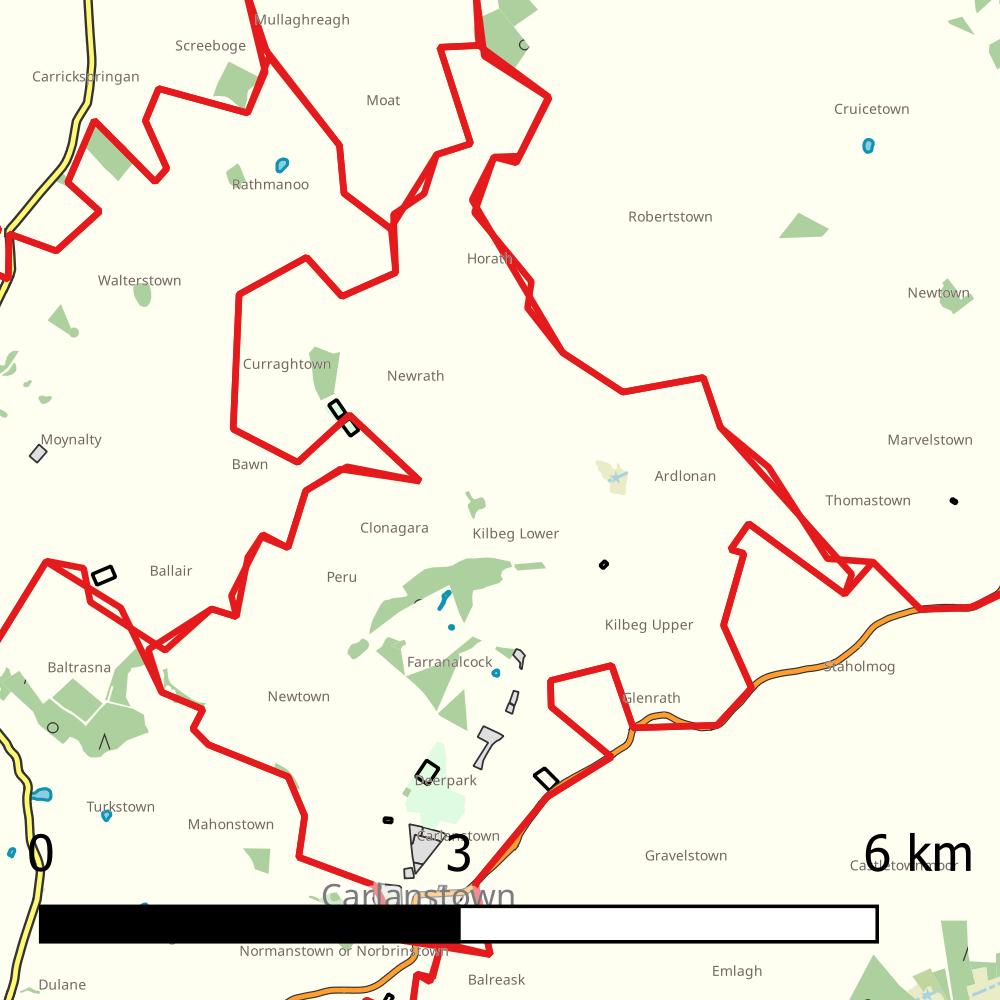 Mullaghreagh
Screeboge
Carrickspringan
Moat
Cruicetown
Rathmanoo
Robertstown
Horath
Walterstown
Newtown
Curraghtown
Newrath
Moynalty
Marvelstown
Bawn
Ardlonan
Thomastown
Clonagara
Kilbeg Lower
Ballair
Peru
Kilbeg Upper
Farranalcock
Baltrasna
Staholmog
Newtown
Glenrath
Deerpark
Turkstown
Mahonstown
Carlanstown
Gravelstown
Castletownmoor
0 3 6 km
Carlanstown
Normanstown or Norbrinstown
Emlagh
Balreask
Dulane